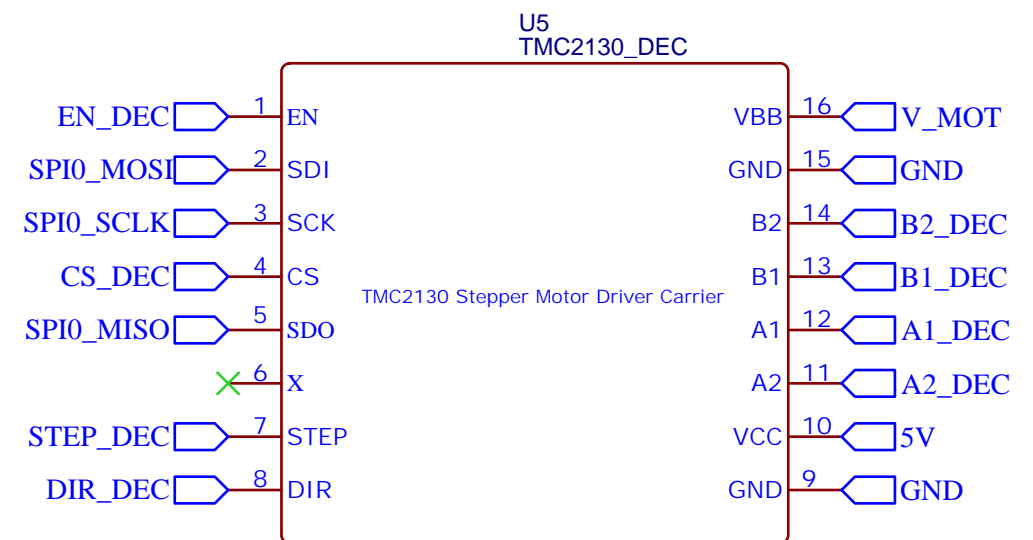 U5
TMC2130_DEC
EN_DEC 1 EN VBB 16 V_MOT
SPI0_MOSI 2 SDI GND 15 GND
SPI0_SCLK 3 SCK B2 14 B2_DEC
CS_DEC 4 CS B1 13 B1_DEC
TMC2130 Stepper Motor Driver Carrier
SPI0_MISO 5 SDO A1 12 A1_DEC
6 X A2 11 A2_DEC
STEP_DEC 7 STEP VCC 10 5V
DIR_DEC 8 DIR GND 9 GND